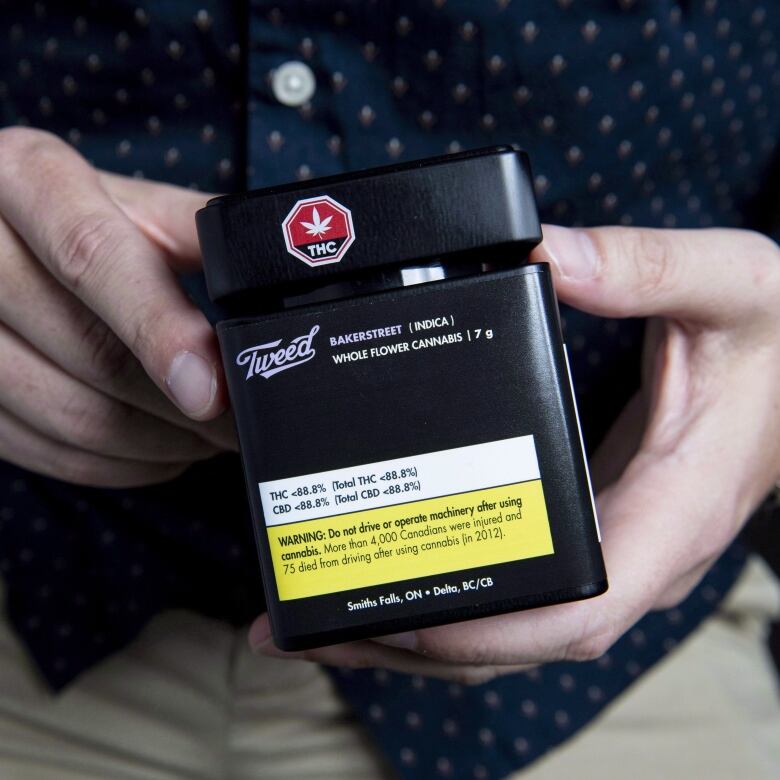 THC
Tweed
BAKERSTREET (INDICA)
WHOLE FLOWER CANNABIS | 7 g
THC <88.8% (Total THC <88.8%)
CBD <88.8% (Total CBD <88.8%)
WARNING: Do not drive or operate machinery after using
cannabis. More than 4,000 Canadians were injured and
75 died from driving after using cannabis (in 2012).
Smiths Falls, ON • Delta, BC/CB